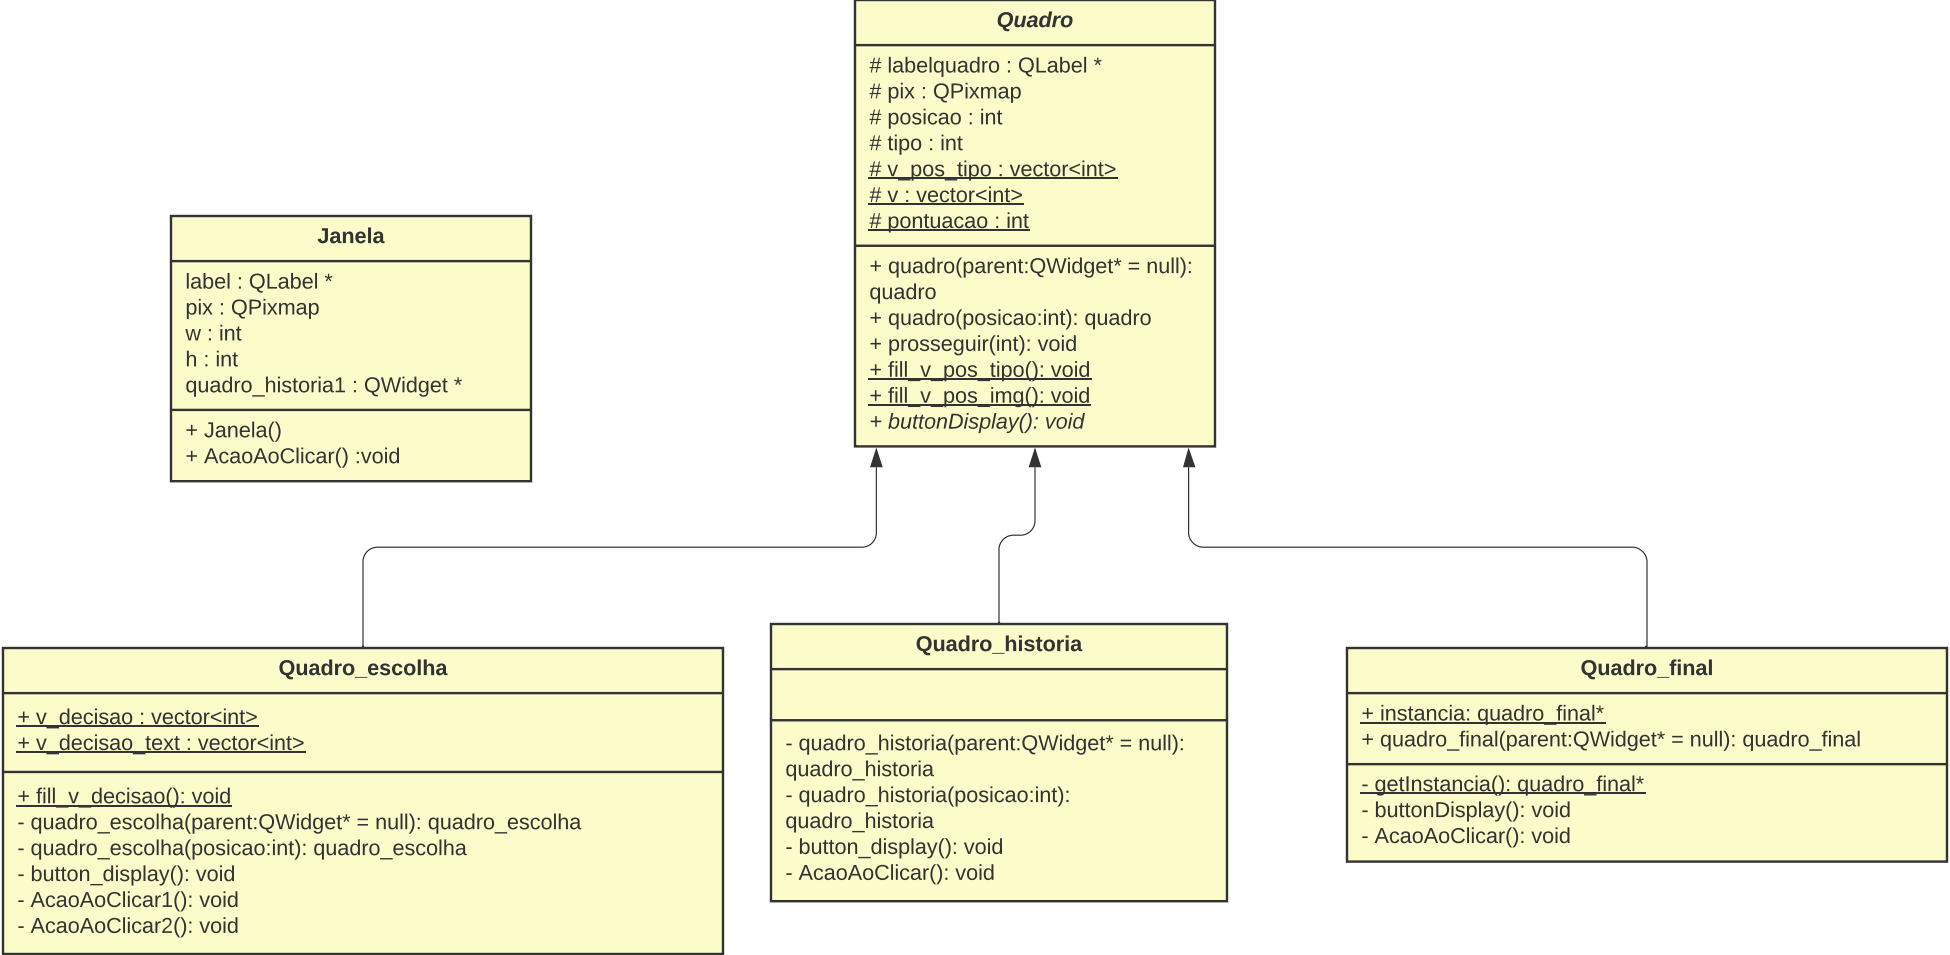 Quadro
# labelquadro : QLabel *
# pix : QPixmap
# posicao : int
# tipo : int
# v_pos_tipo : vector<int>
# v : vector<int>
# pontuacao : int
+ quadro(parent:QWidget* = null):
quadro
+ quadro(posicao:int): quadro
+ prosseguir(int): void
+ fill_v_pos_tipo(): void
+ fill_v_pos_img(): void
+ buttonDisplay(): void
Janela
label : QLabel *
pix : QPixmap
w : int
h : int
quadro_historia1 : QWidget *
+ Janela()
+ AcaoAoClicar() :void
Quadro_escolha
+ v_decisao : vector<int>
+ v_decisao_text : vector<int>
+ fill_v_decisao(): void
- quadro_escolha(parent:QWidget* = null): quadro_escolha
- quadro_escolha(posicao:int): quadro_escolha
- button_display(): void
- AcaoAoClicar1(): void
- AcaoAoClicar2(): void
Quadro_historia
- quadro_historia(parent:QWidget* = null):
quadro_historia
- quadro_historia(posicao:int):
quadro_historia
- button_display(): void
- AcaoAoClicar(): void
Quadro_final
+ instancia: quadro_final*
+ quadro_final(parent:QWidget* = null): quadro_final
- getInstancia(): quadro_final*
- buttonDisplay(): void
- AcaoAoClicar(): void